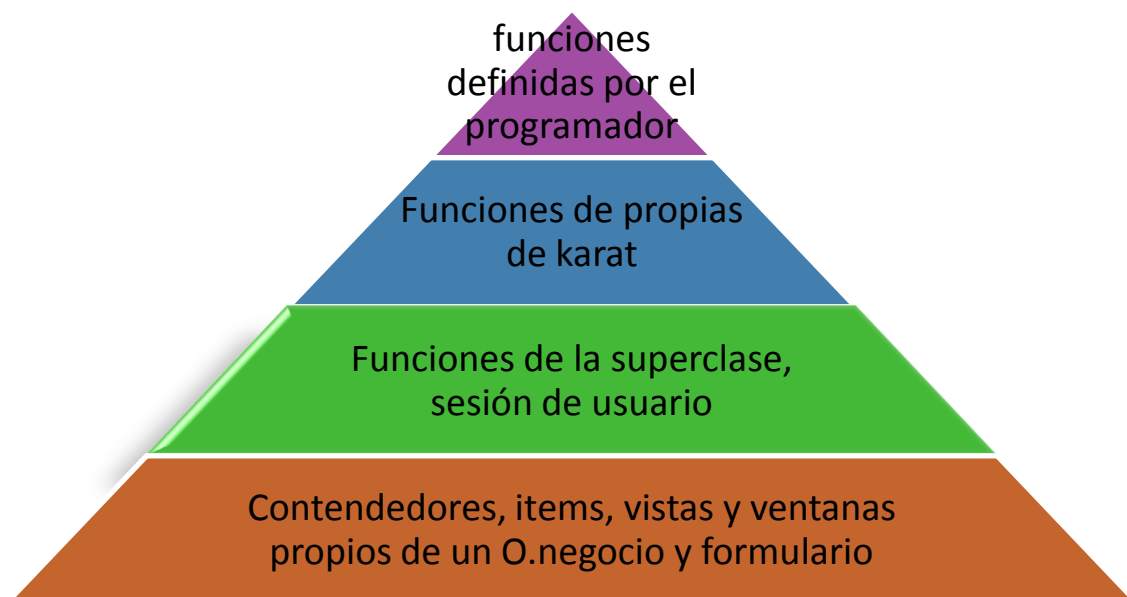 funciones
definidas por el
programador
Funciones de propias
de karat
Funciones de la superclase,
sesión de usuario
Contendedores, items, vistas y ventanas
propios de un O.negocio y formulario